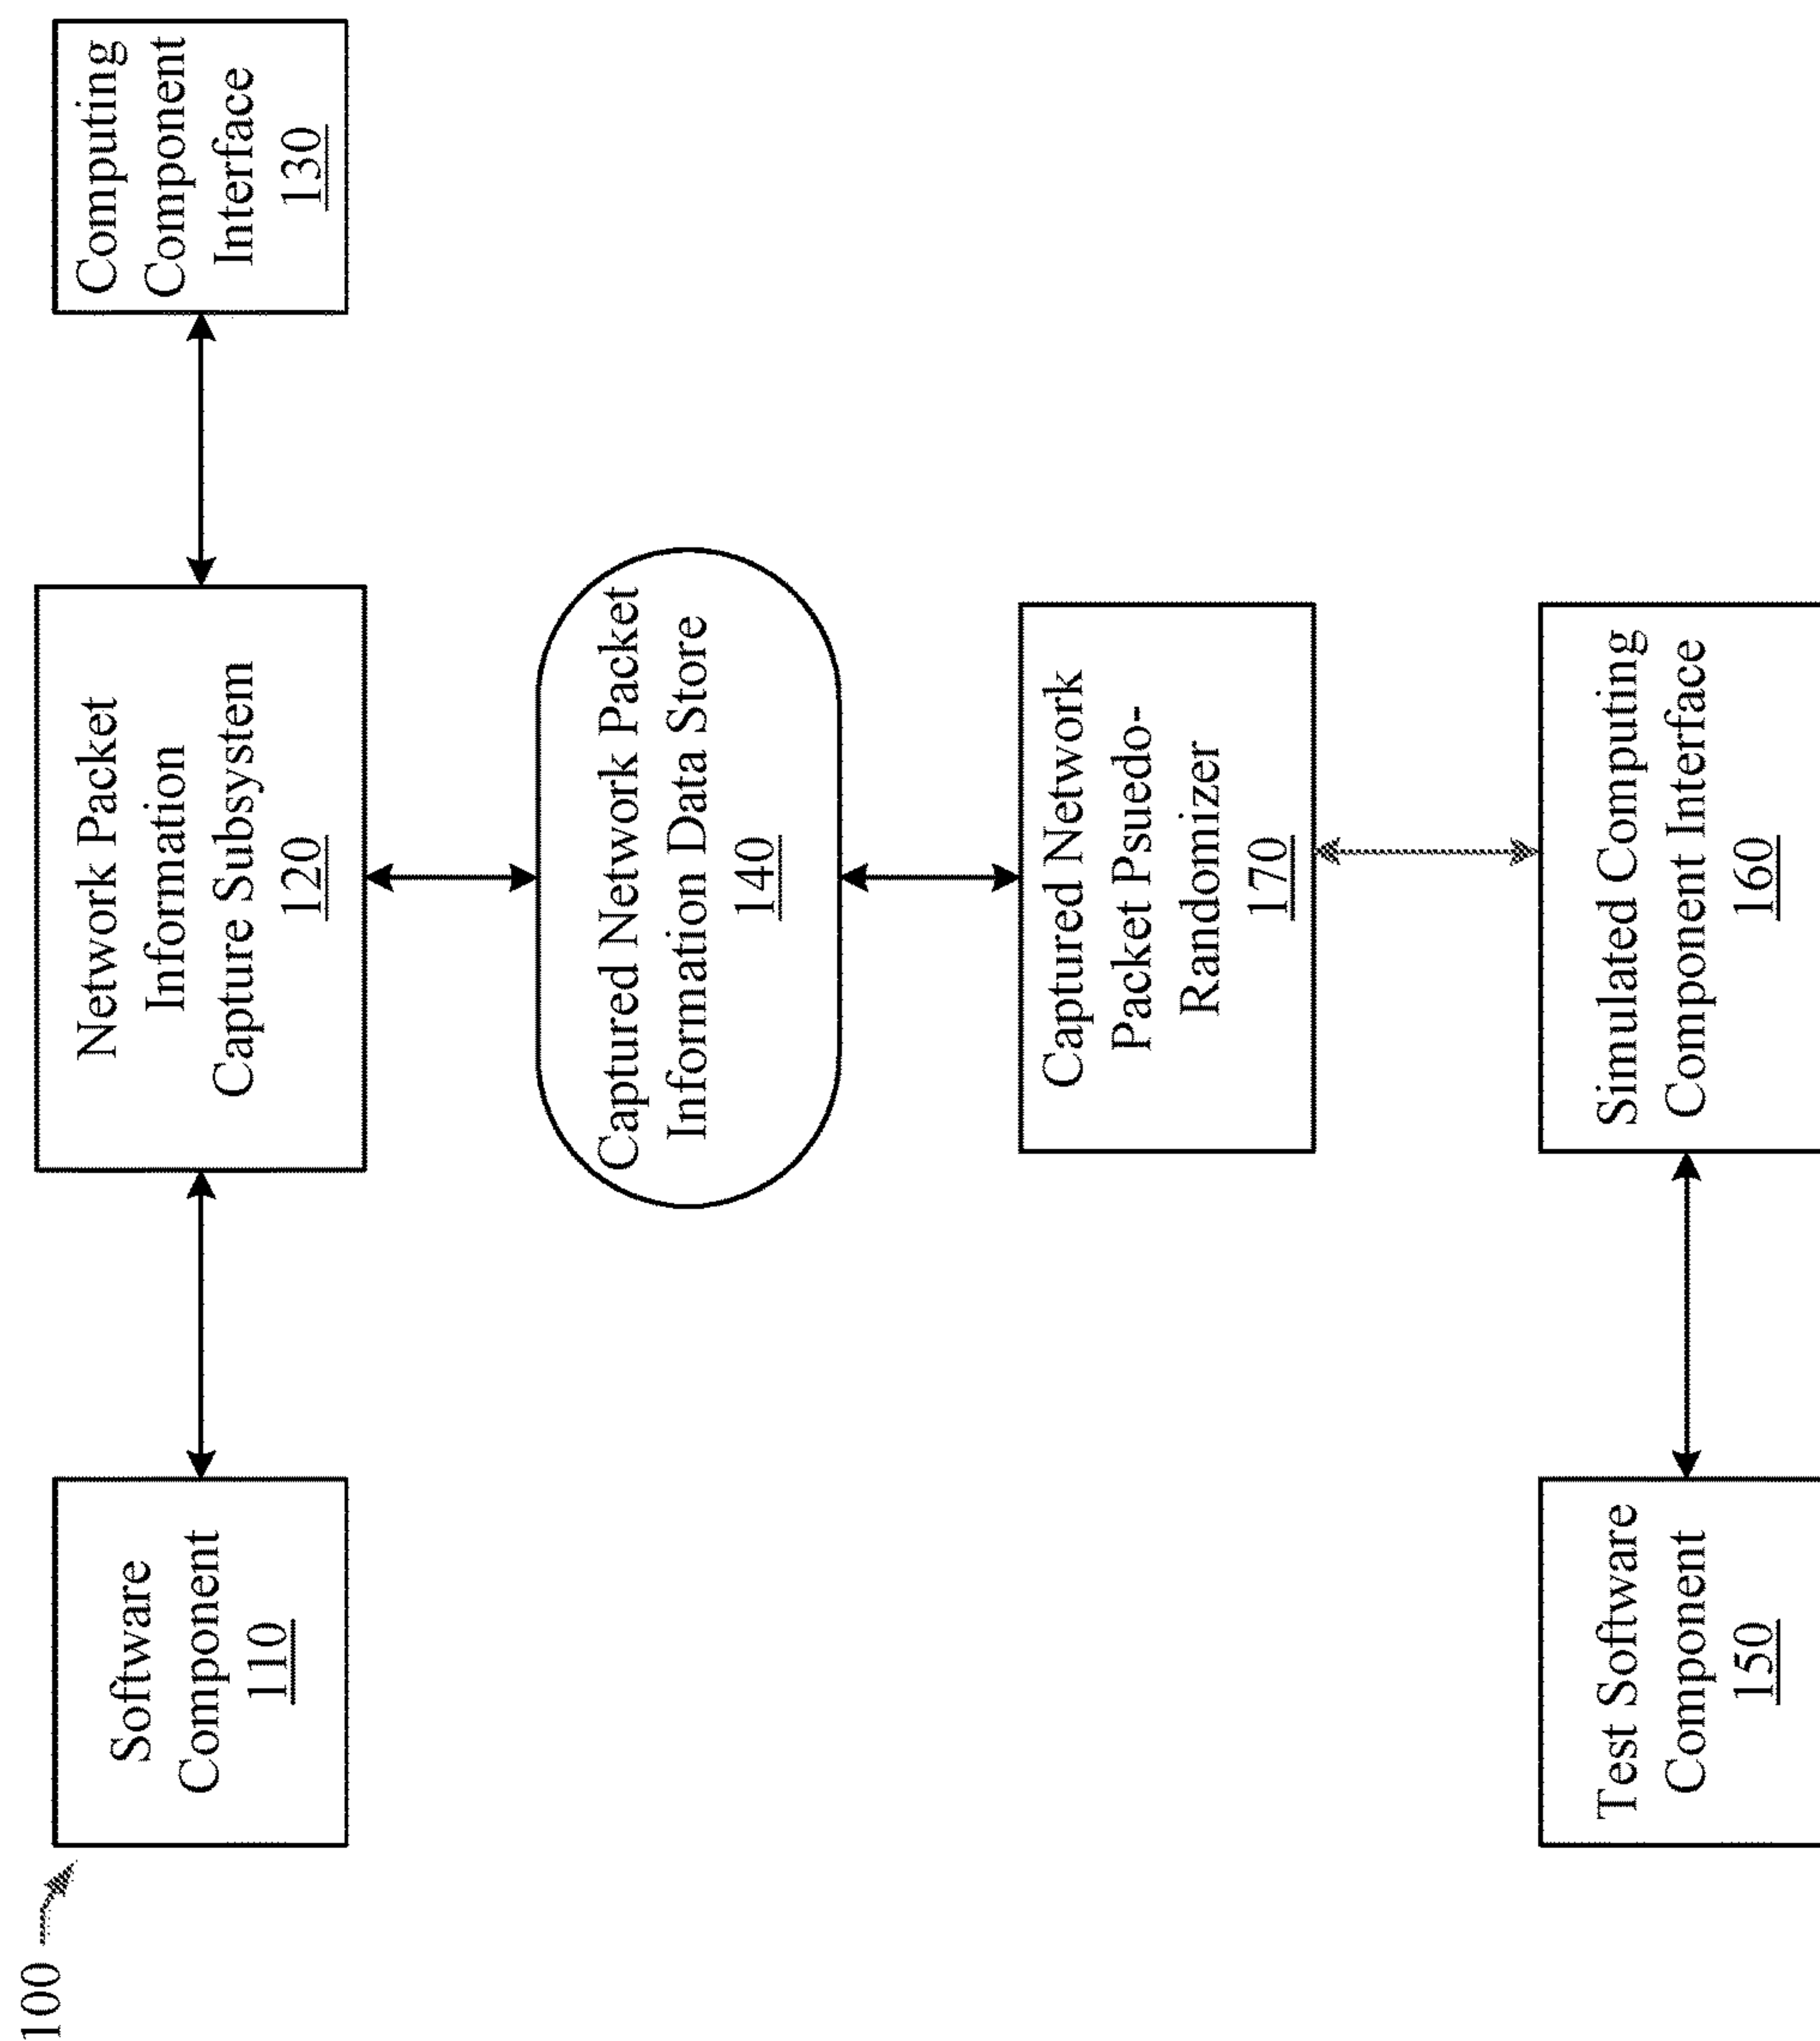 100
Software
Component
110
Network Packet
Information
Capture Subsystem
120
Computing
Component
Interface
130
Captured Network Packet
Information Data Store
140
Captured Network
Packet Psuedo-
Randomizer
170
Test Software
Component
150
Simulated Computing
Component Interface
160